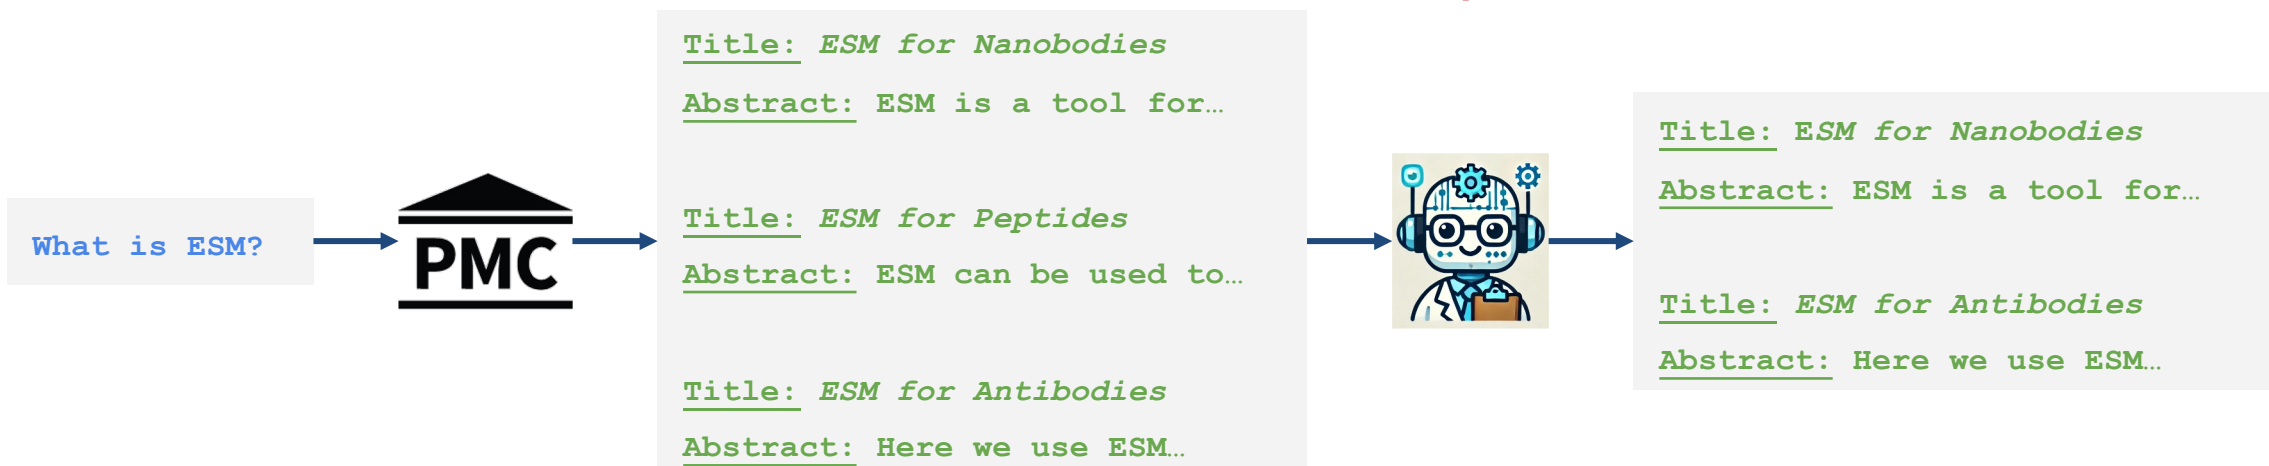 What is ESM?
PMC
Title: ESM for Nanobodies
Abstract: ESM is a tool for…
Title: ESM for Peptides
Abstract: ESM can be used to…
Title: ESM for Antibodies
Abstract: Here we use ESM…
Title: ESM for Nanobodies
Abstract: ESM is a tool for…
Title: ESM for Antibodies
Abstract: Here we use ESM…